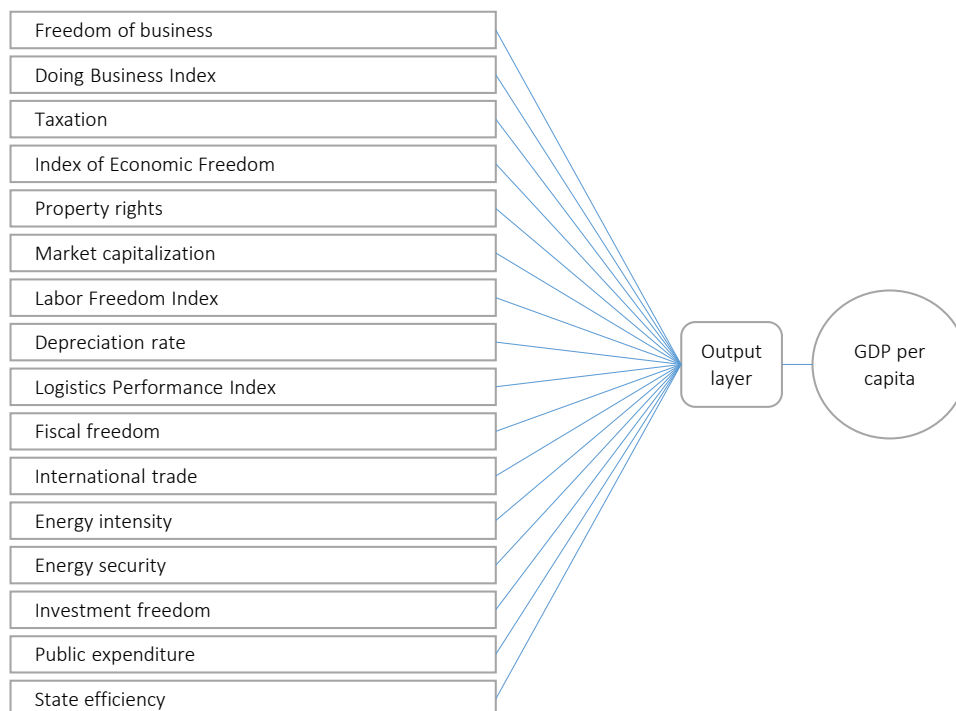 Freedom of business
Doing Business Index
Taxation
Index of Economic Freedom
Property rights
Market capitalization
Labor Freedom Index
Depreciation rate
Logistics Performance Index
Fiscal freedom
International trade
Energy intensity
Energy security
Investment freedom
Public expenditure
State efficiency
Output
layer
GDP per
capita